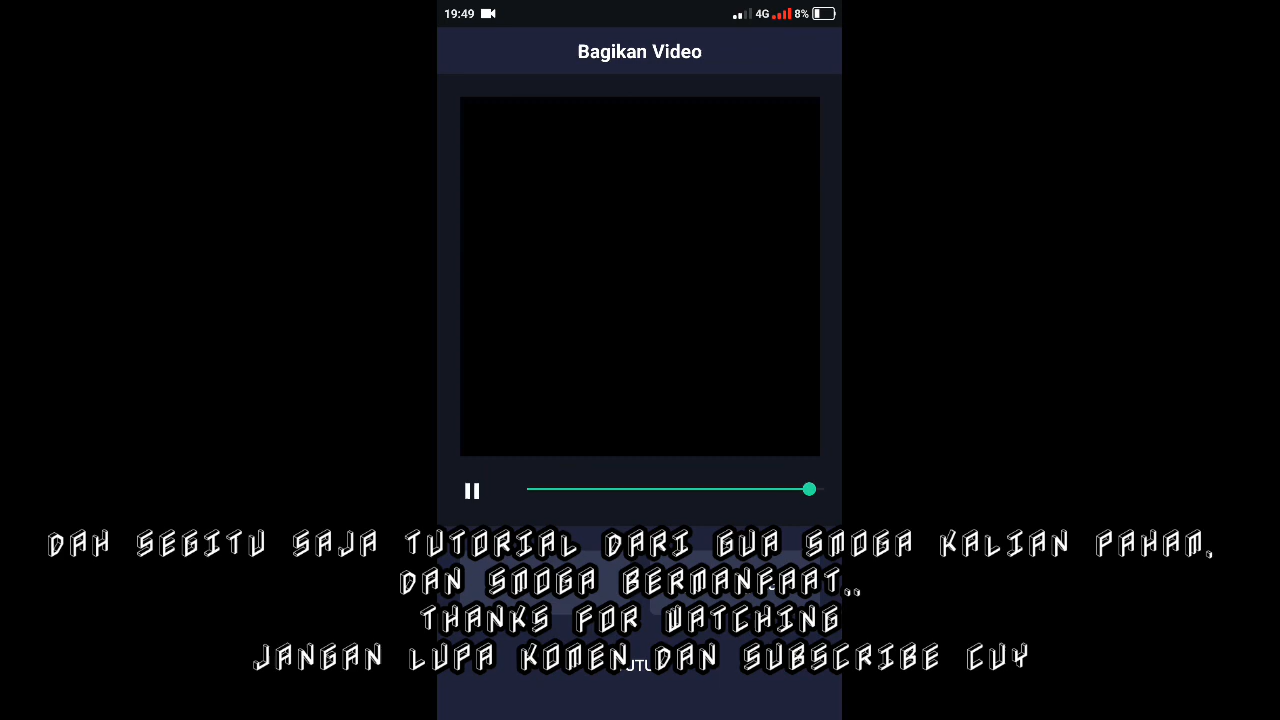 19:49 4G 8%
Bagikan Video
DAH SEGITU SAJA TUTORIAL DARI GUA SMOGA KALIAN PAHAM,
DAN SMOGA BERMANFAAT..
THANKS FOR WATCHING
JANGAN LUPA KOMEN DAN SUBSCRIBE CUY